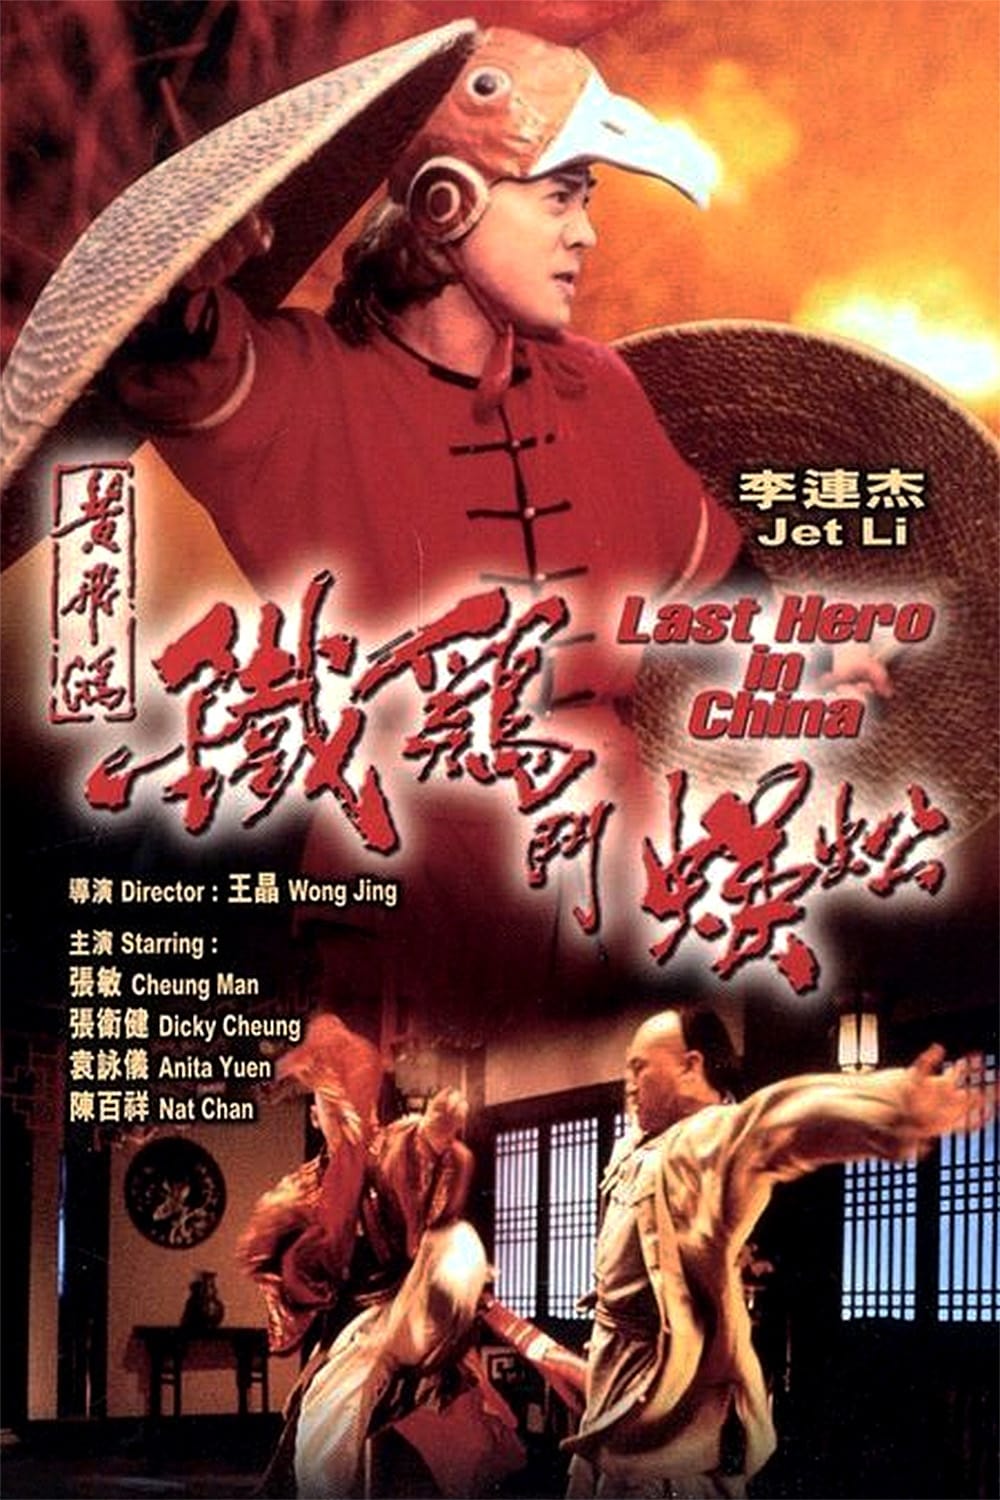 李連杰
Jet Li
黃飛鴻
鐵鷄鬥蜈蚣
Last Hero
in
China
導演 Director : 王晶 Wong Jing
主演 Starring :
張敏 Cheung Man
張衛健 Dicky Cheung
袁詠儀 Anita Yuen
陳百祥 Nat Chan